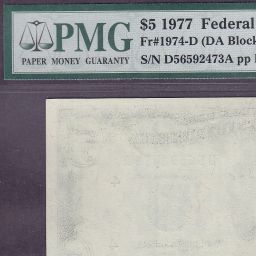 PMG
PAPER MONEY GUARANTY
$5 1977 Federal
Fr#1974-D (DA Block
S/N D56592473A pp